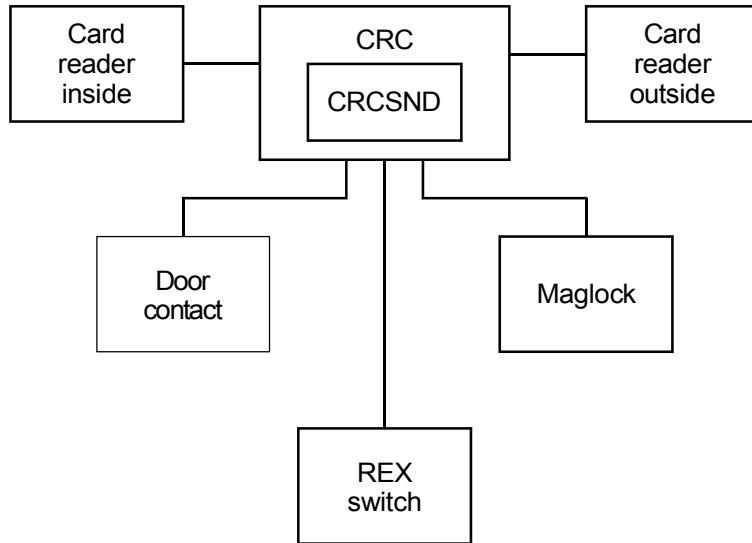 Card
reader
inside
CRC
CRCSND
Card
reader
outside
Door
contact
Maglock
REX
switch